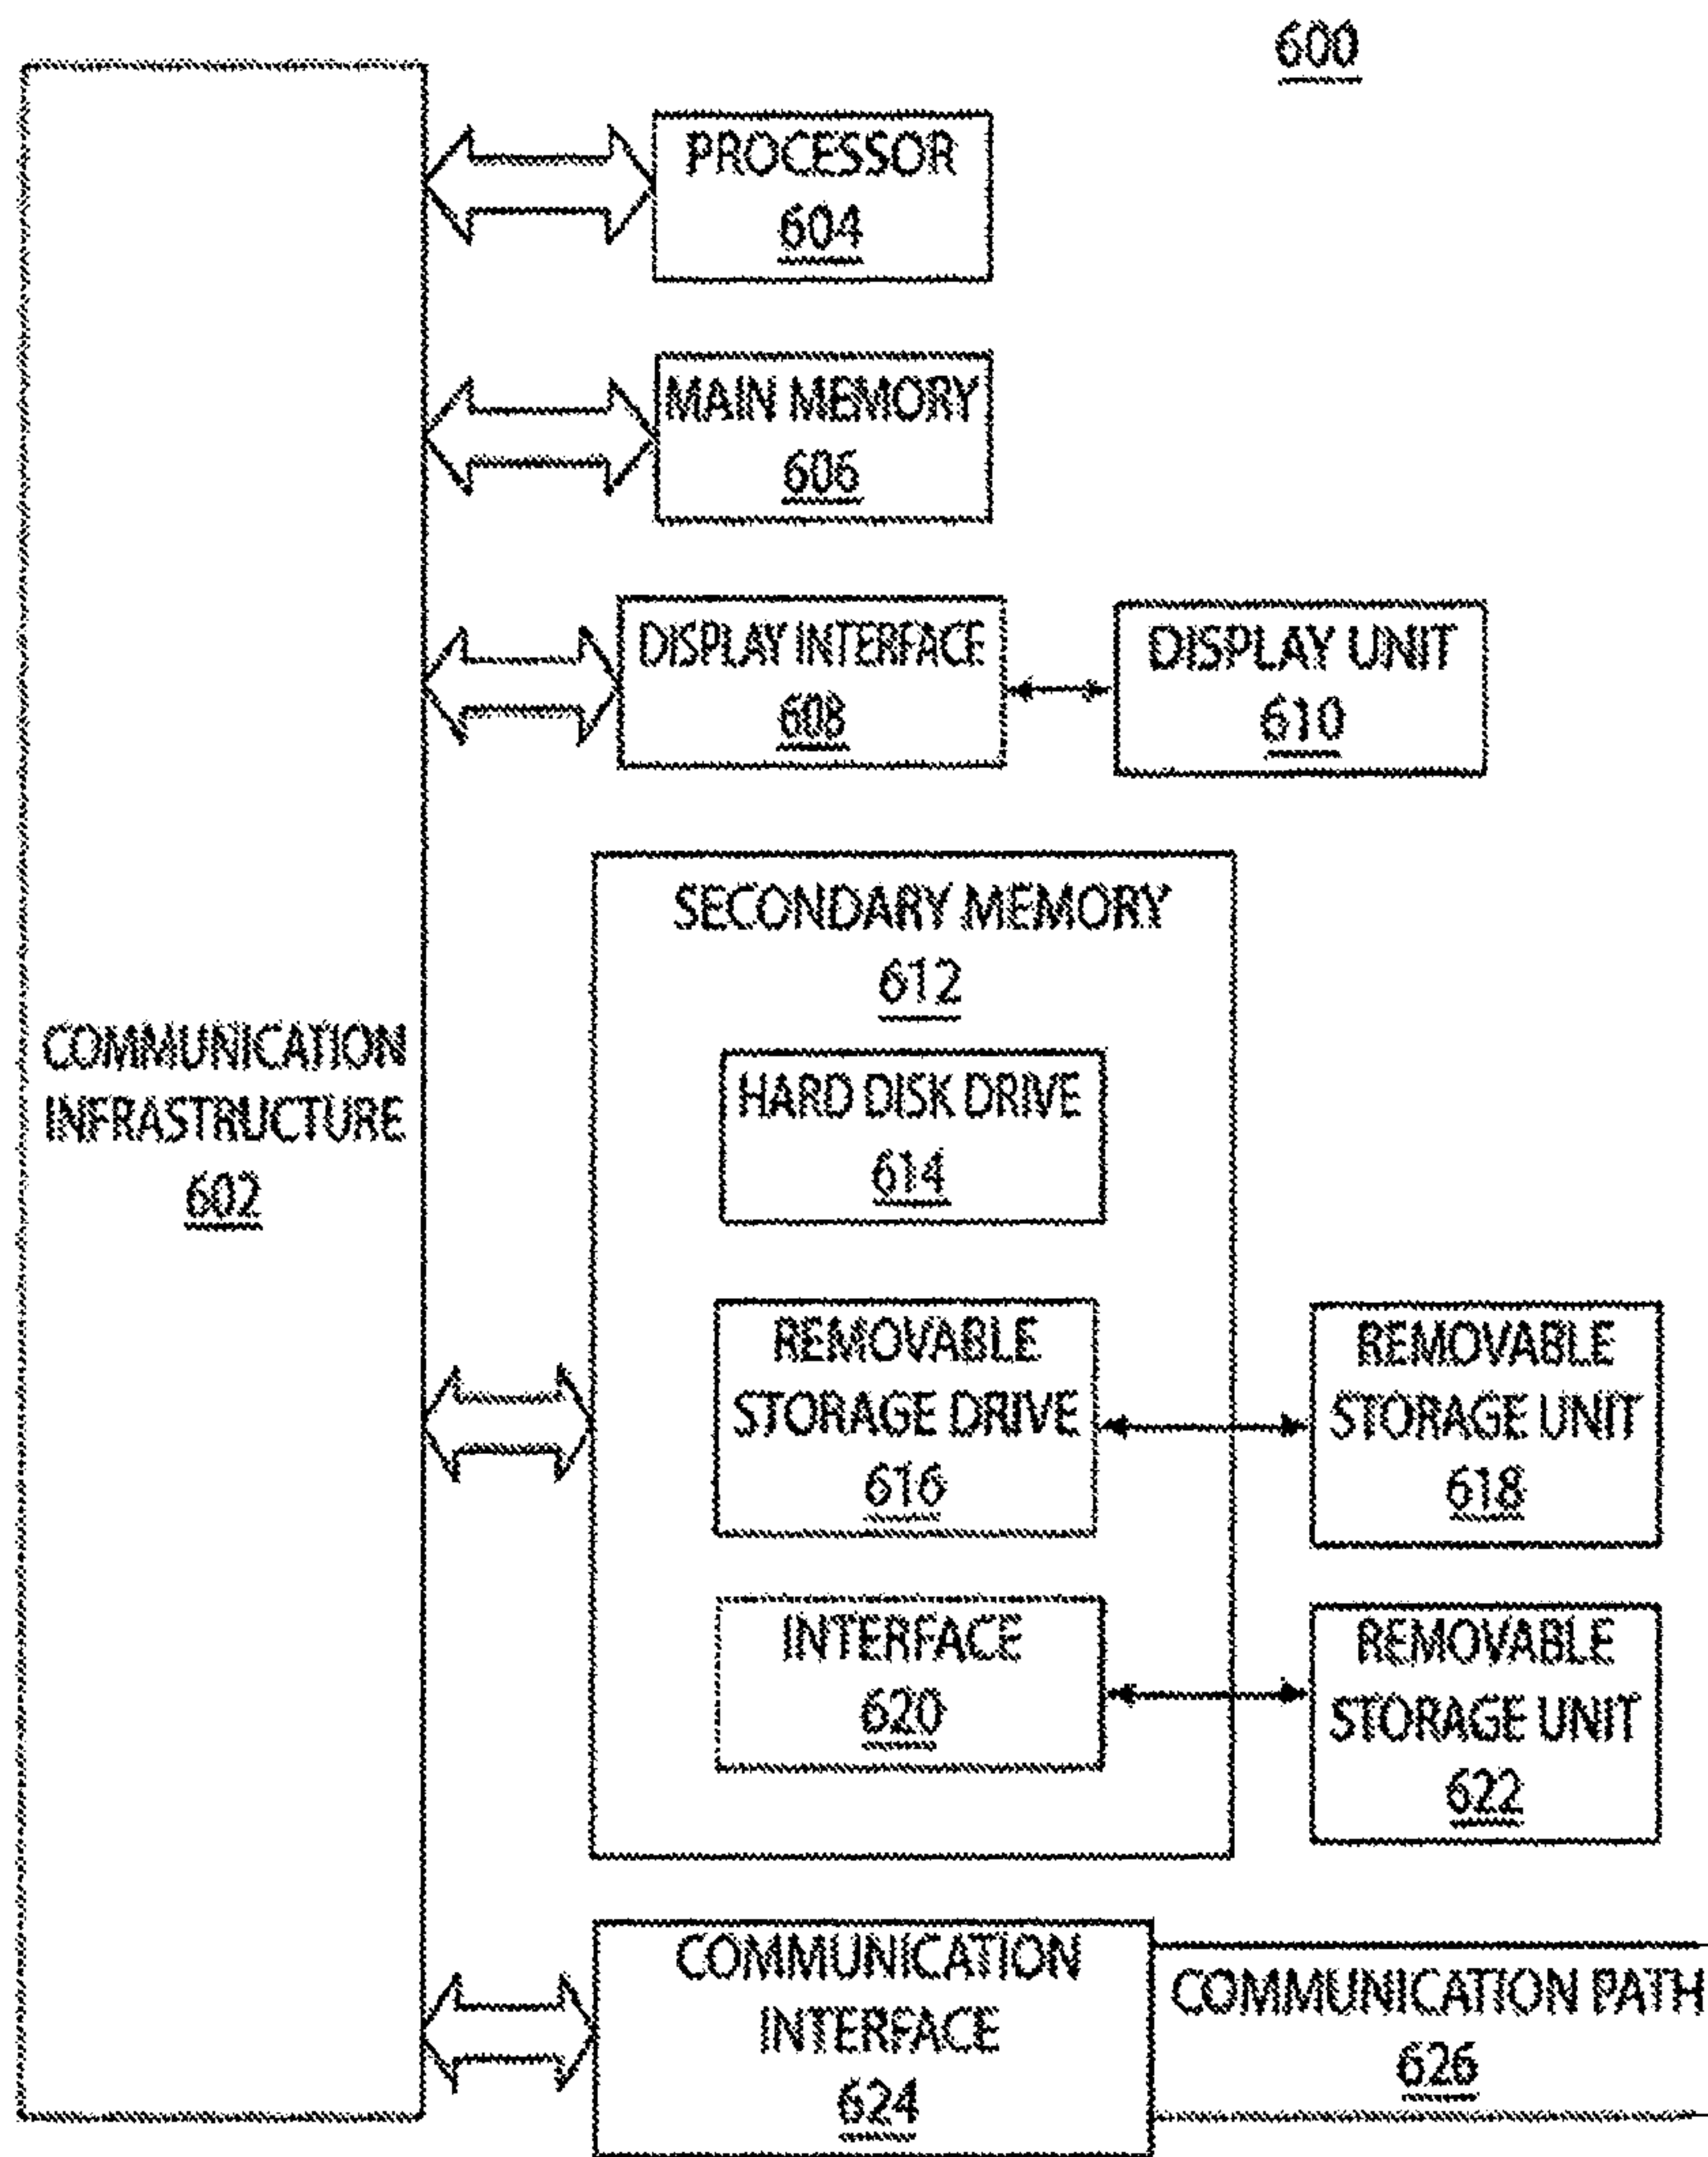 600
PROCESSOR
604
MAIN MEMORY
606
DISPLAY INTERFACE
608
DISPLAY UNIT
610
SECONDARY MEMORY
612
COMMUNICATION
INFRASTRUCTURE
602
HARD DISK DRIVE
614
REMOVABLE
STORAGE DRIVE
616
REMOVABLE
STORAGE UNIT
618
INTERFACE
620
REMOVABLE
STORAGE UNIT
622
COMMUNICATION
INTERFACE
624
COMMUNICATION PATH
626